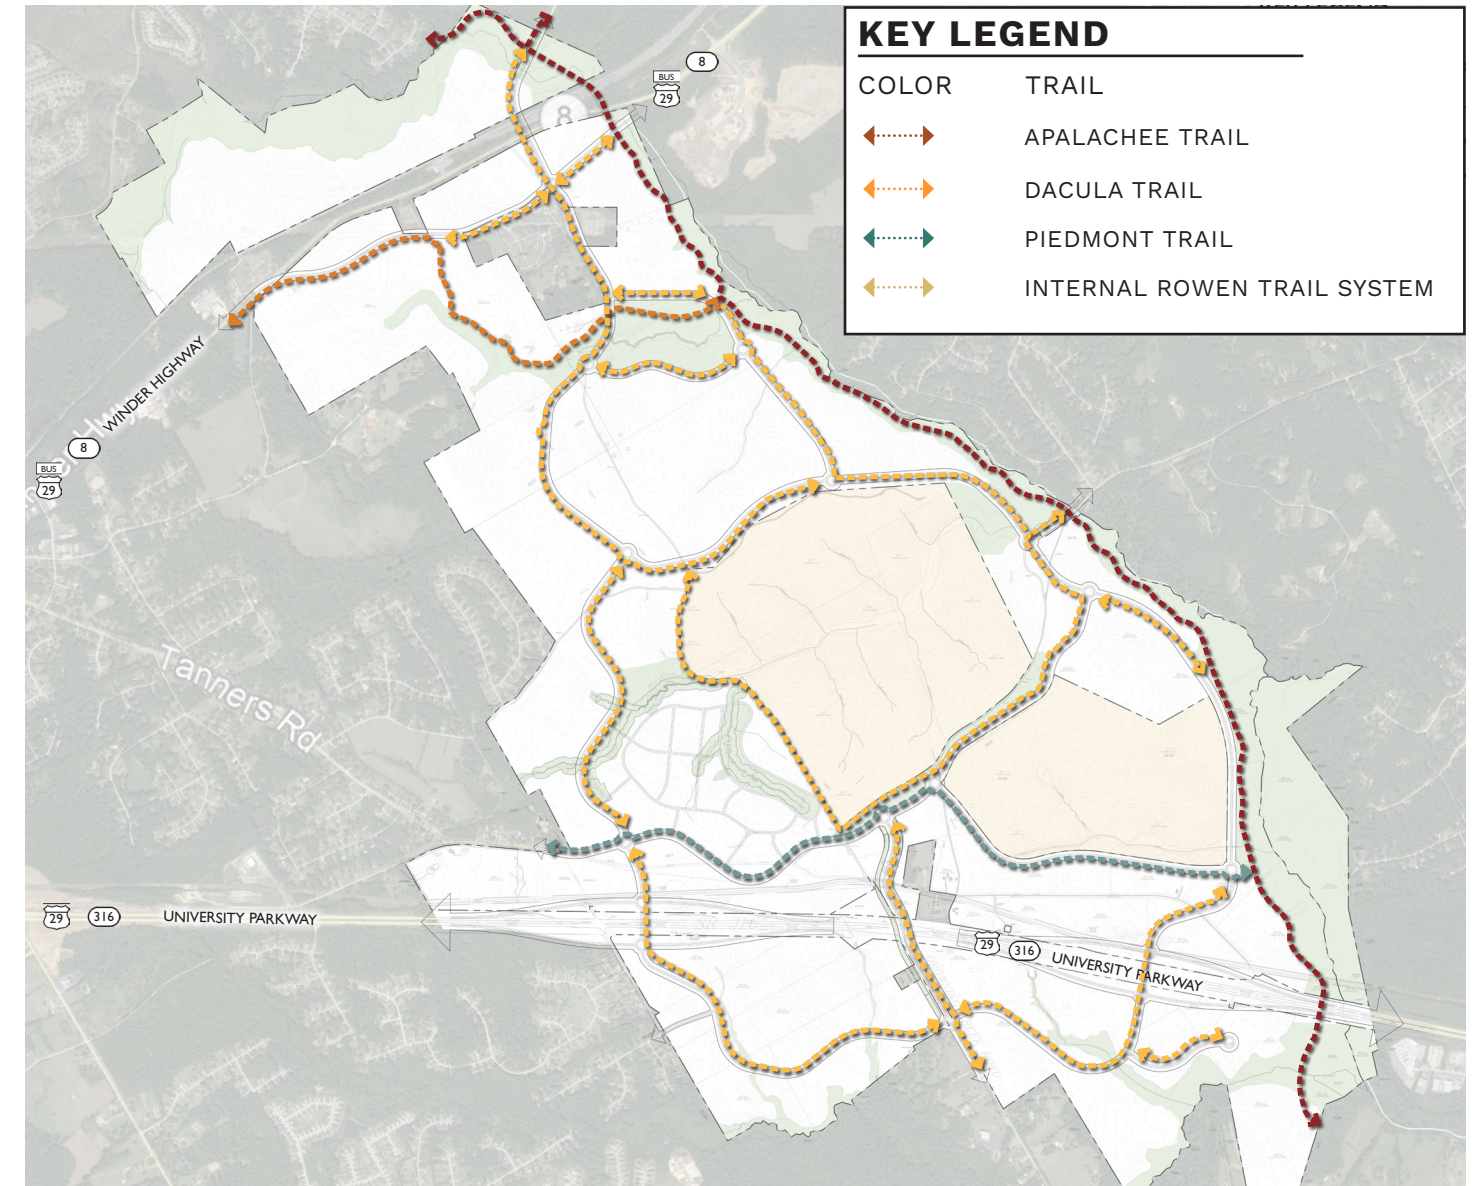 KEY LEGEND
COLOR TRAIL
APALACHEE TRAIL
DACULA TRAIL
PIEDMONT TRAIL
INTERNAL ROWEN TRAIL SYSTEM
8
BUS
29
8
WINDER HIGHWAY
8
BUS
29
Tanners Rd
29 316 UNIVERSITY PARKWAY
29 316 UNIVERSITY PARKWAY